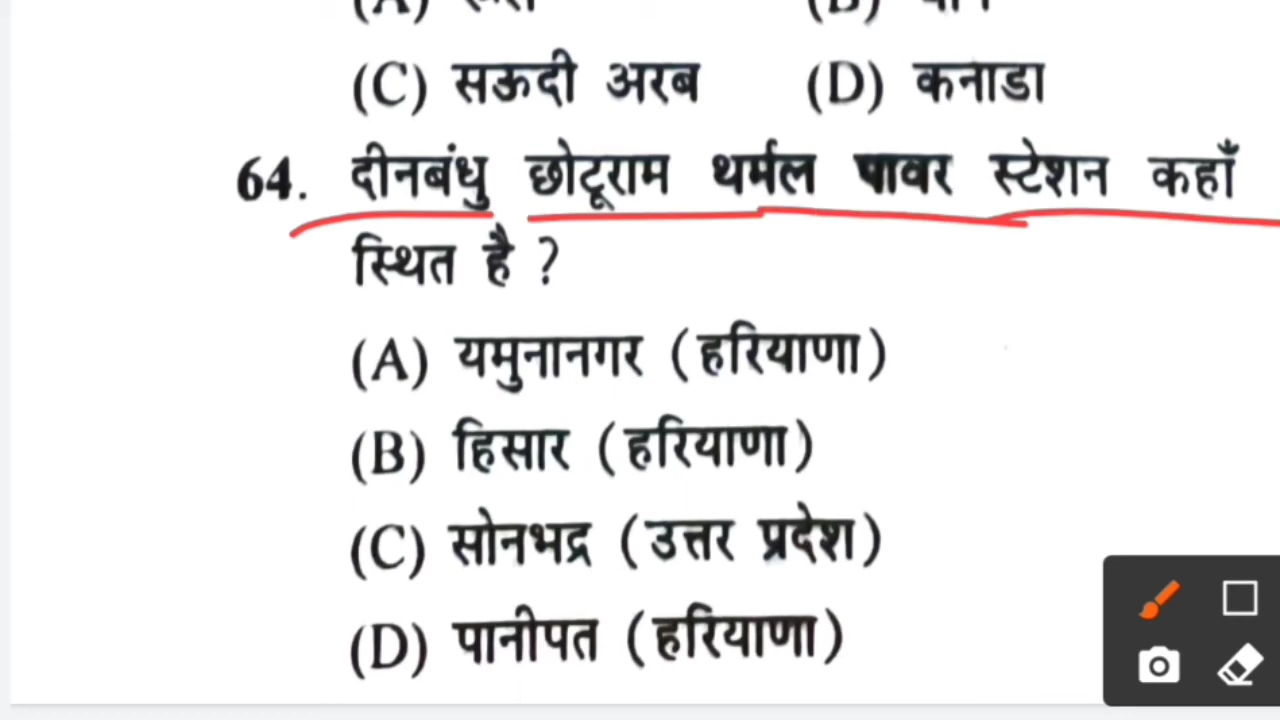 (C) सऊदी अरब (D) कनाडा
64. दीनबंधु छोटूराम थर्मल पावर स्टेशन कहाँ
स्थित है ?
(A) यमुनानगर (हरियाणा)
(B) हिसार (हरियाणा)
(C) सोनभद्र (उत्तर प्रदेश)
(D) पानीपत (हरियाणा)